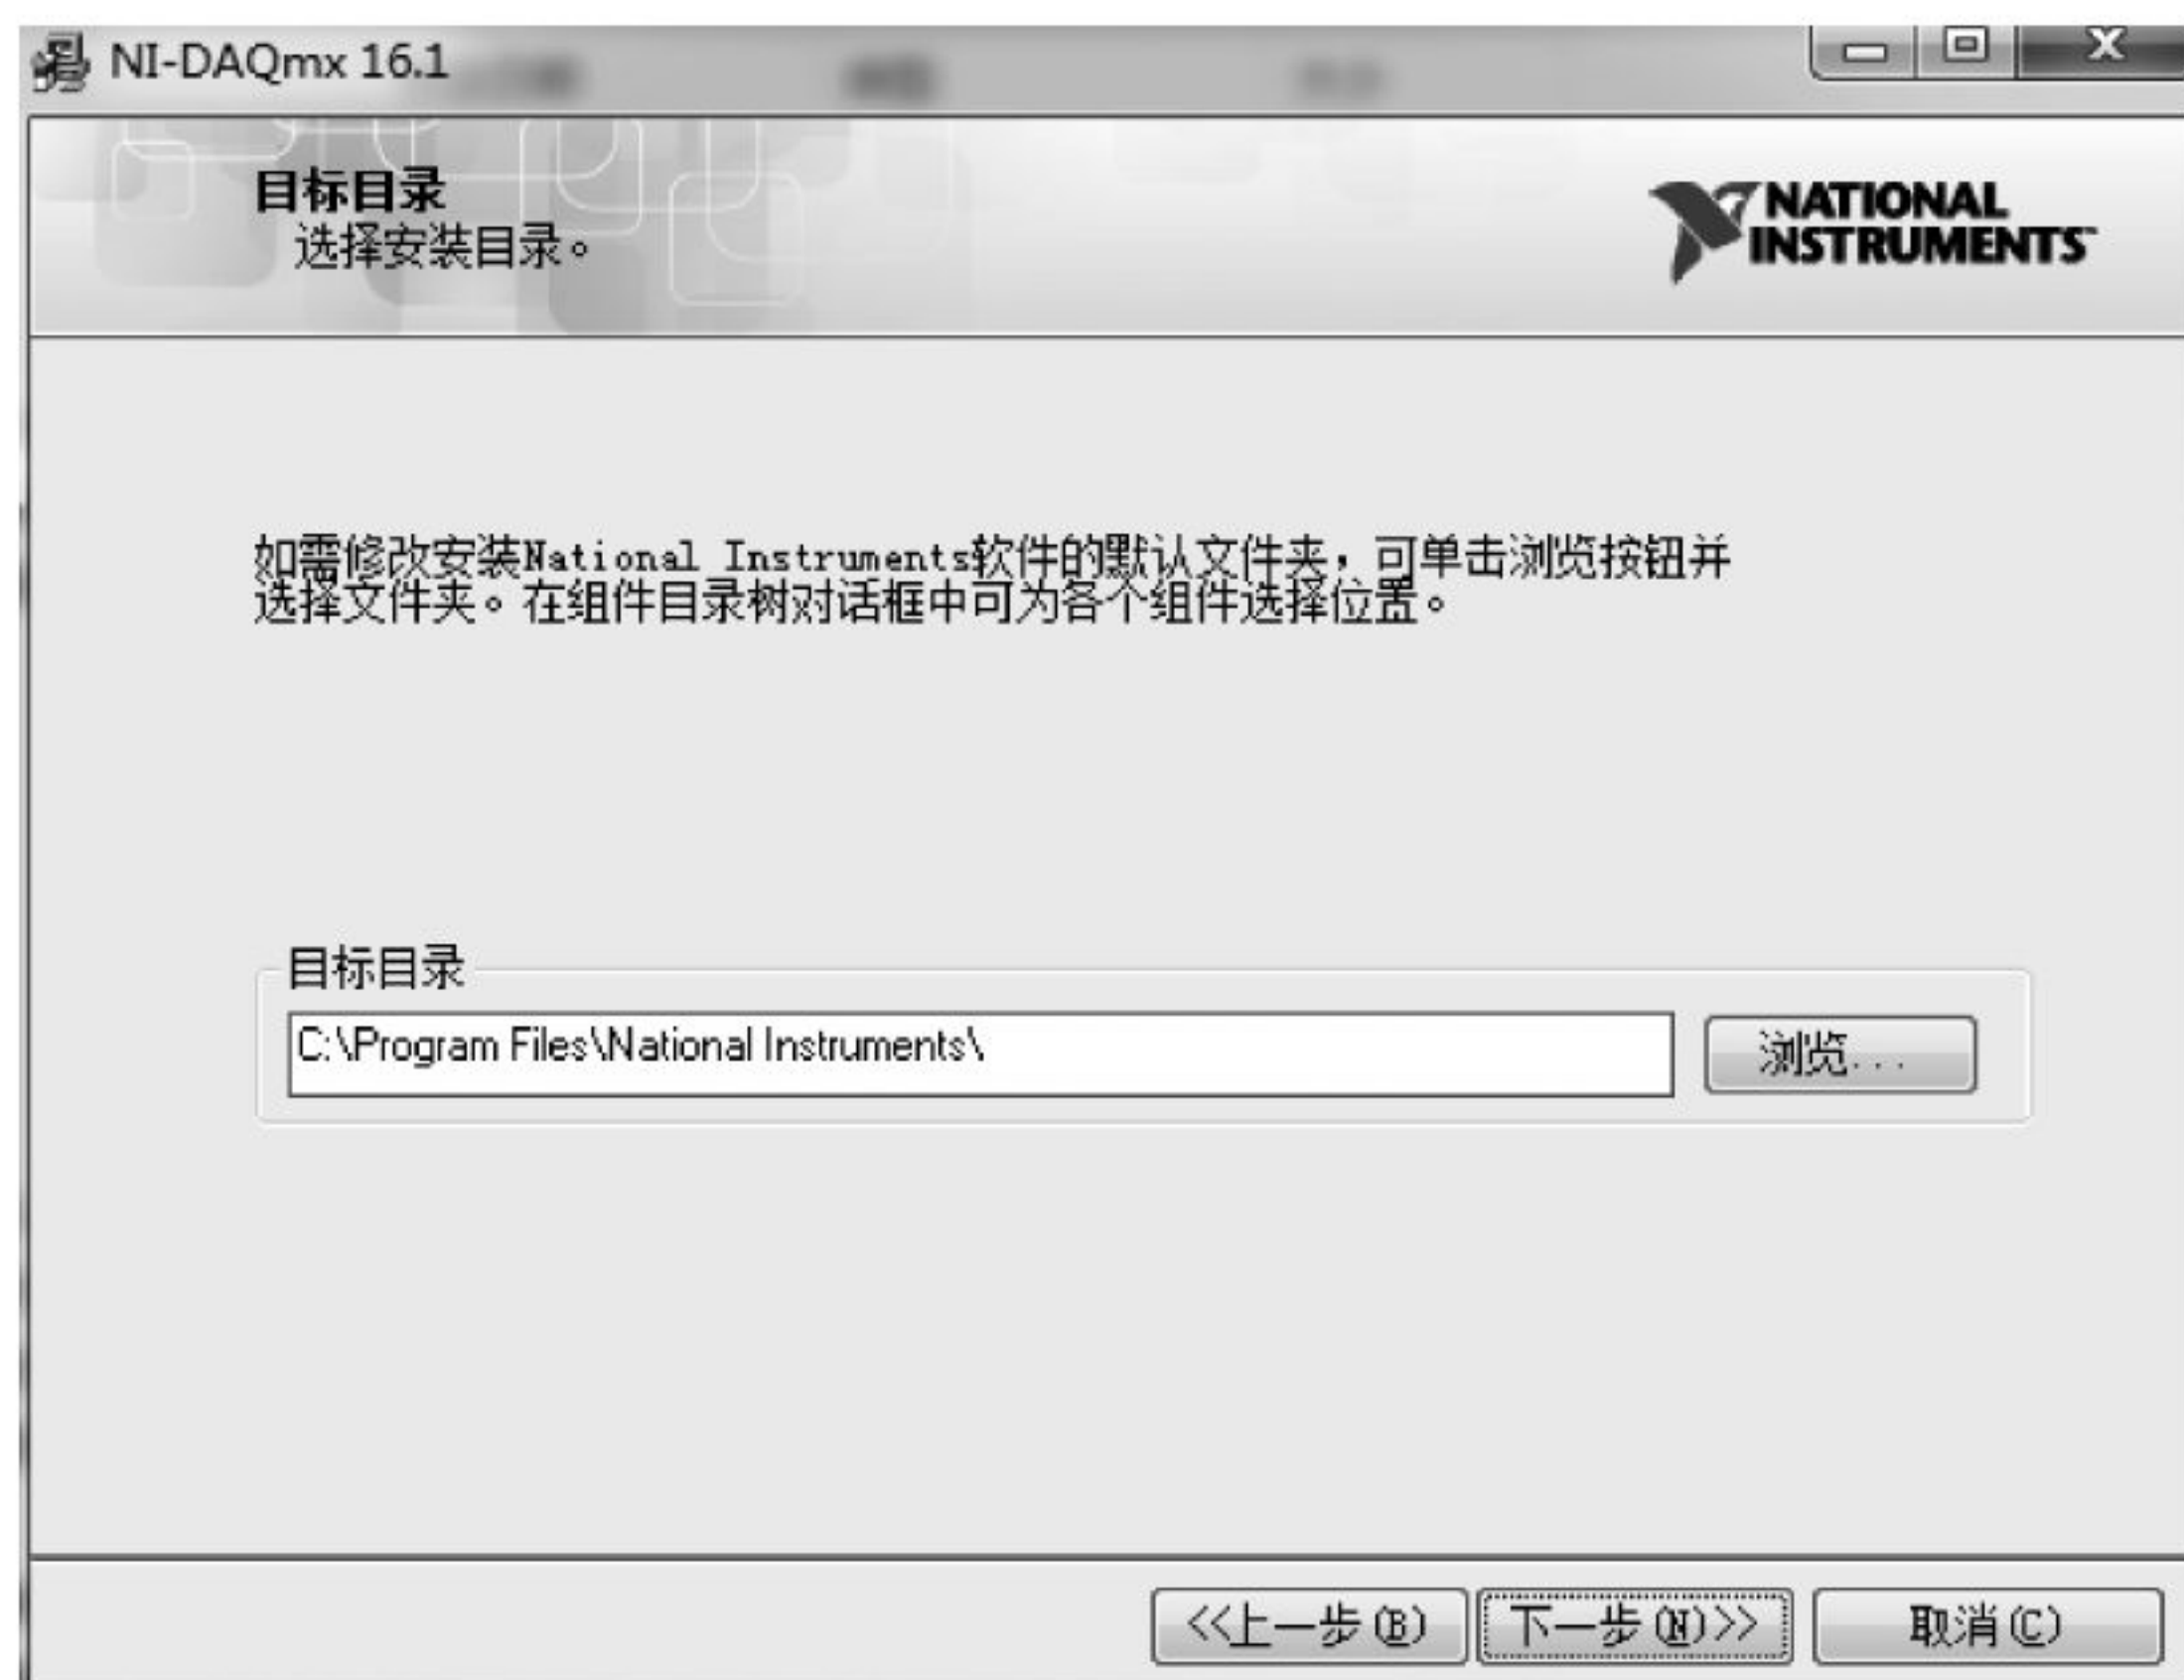 NI-DAQmx 16.1
目标目录
选择安装目录。
NATIONAL
INSTRUMENTS
如需修改安装National Instruments软件的默认文件夹，可单击浏览按钮并
选择文件夹。在组件目录树对话框中可为各个组件选择位置。
目标目录
C:\Program Files\National Instruments\
浏览...
<<上一步(B)
下一步(N)>>
取消(C)